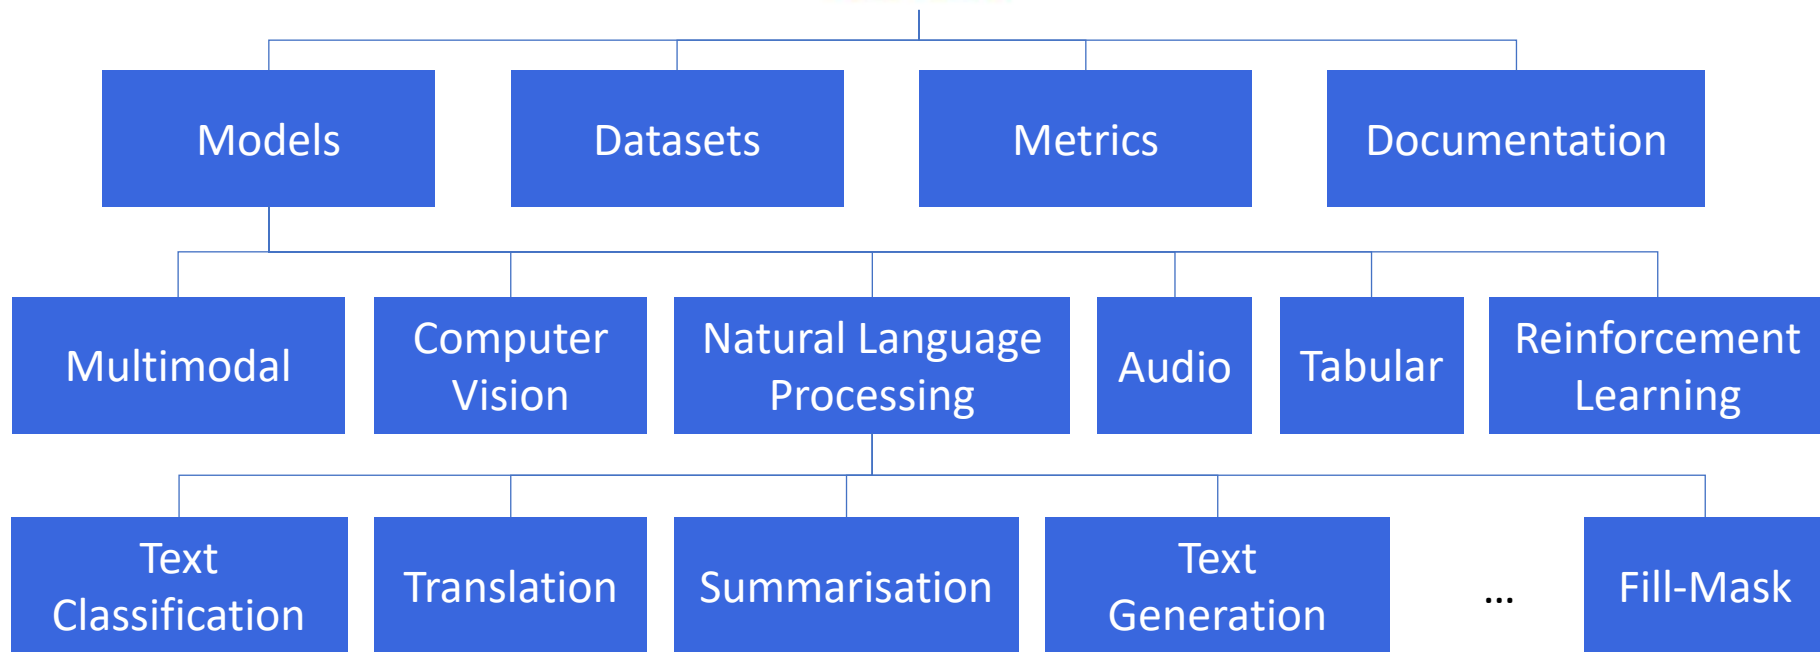 Models
Datasets
Metrics
Documentation
Multimodal
Computer
Vision
Natural Language
Processing
Audio
Tabular
Reinforcement
Learning
Text
Classification
Translation
Summarisation
Text
Generation
...
Fill-Mask